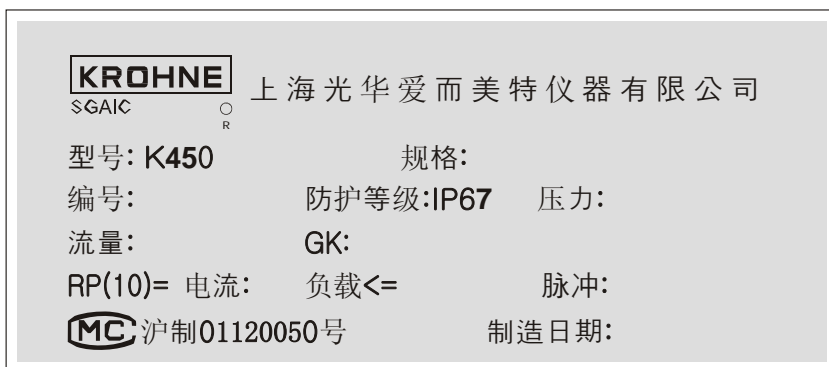 KROHNE
SGAIC R
上海光华爱而美特仪器有限公司
型号: K450 规格:
编号: 防护等级:IP67 压力:
流量: GK:
RP(10)= 电流: 负载<= 脉冲:
MC 沪制01120050号 制造日期: